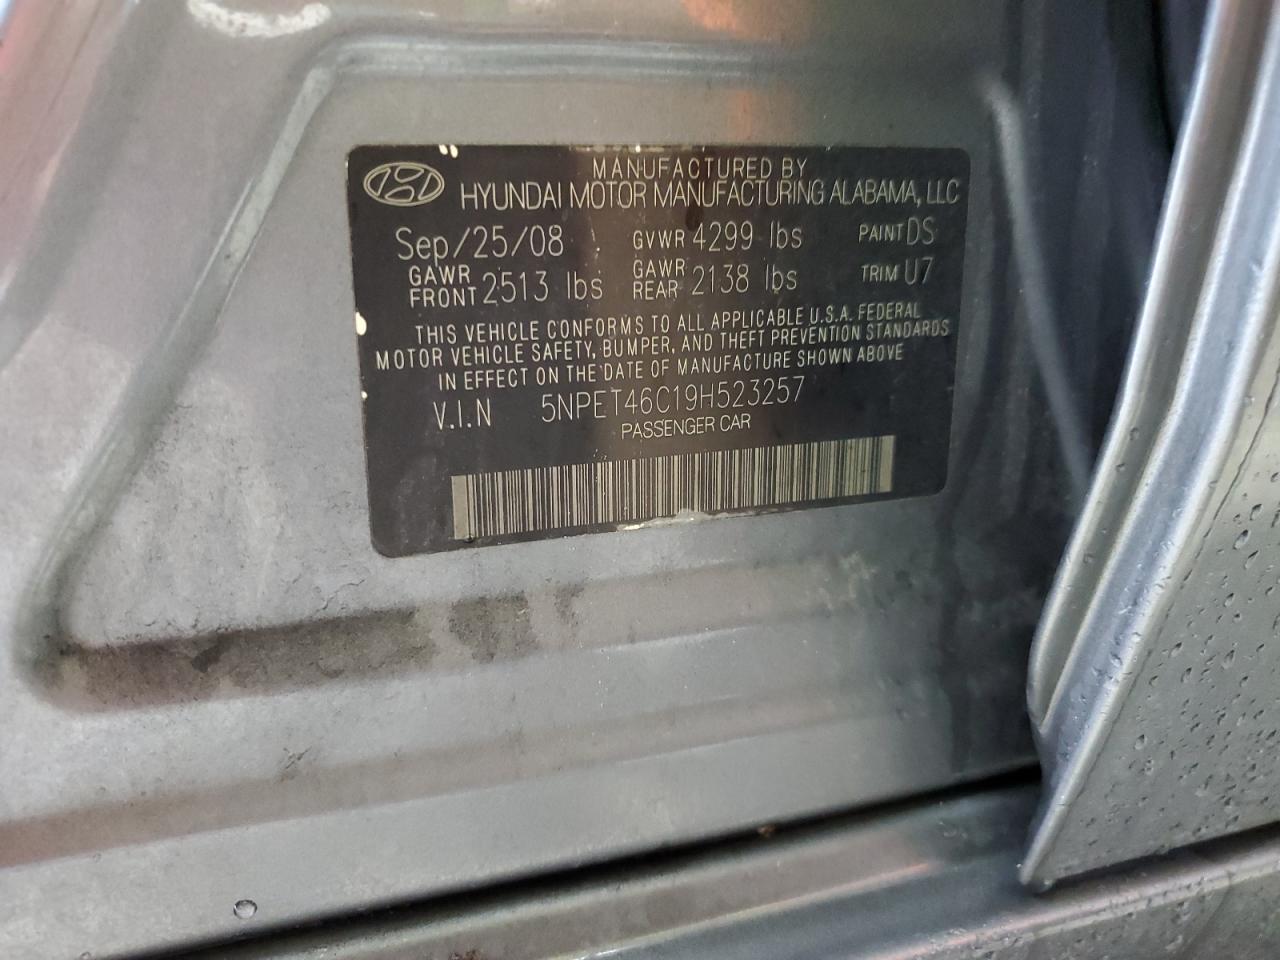 MANUFACTURED BY
HYUNDAI MOTOR MANUFACTURING ALABAMA, LLC
Sep/25/08 GVWR 4299 lbs PAINT DS
GAWR FRONT 2513 lbs GAWR REAR 2138 lbs TRIM U7
THIS VEHICLE CONFORMS TO ALL APPLICABLE U.S.A. FEDERAL
MOTOR VEHICLE SAFETY, BUMPER, AND THEFT PREVENTION STANDARDS
IN EFFECT ON THE DATE OF MANUFACTURE SHOWN ABOVE
V.I.N 5NPET46C19H523257
PASSENGER CAR